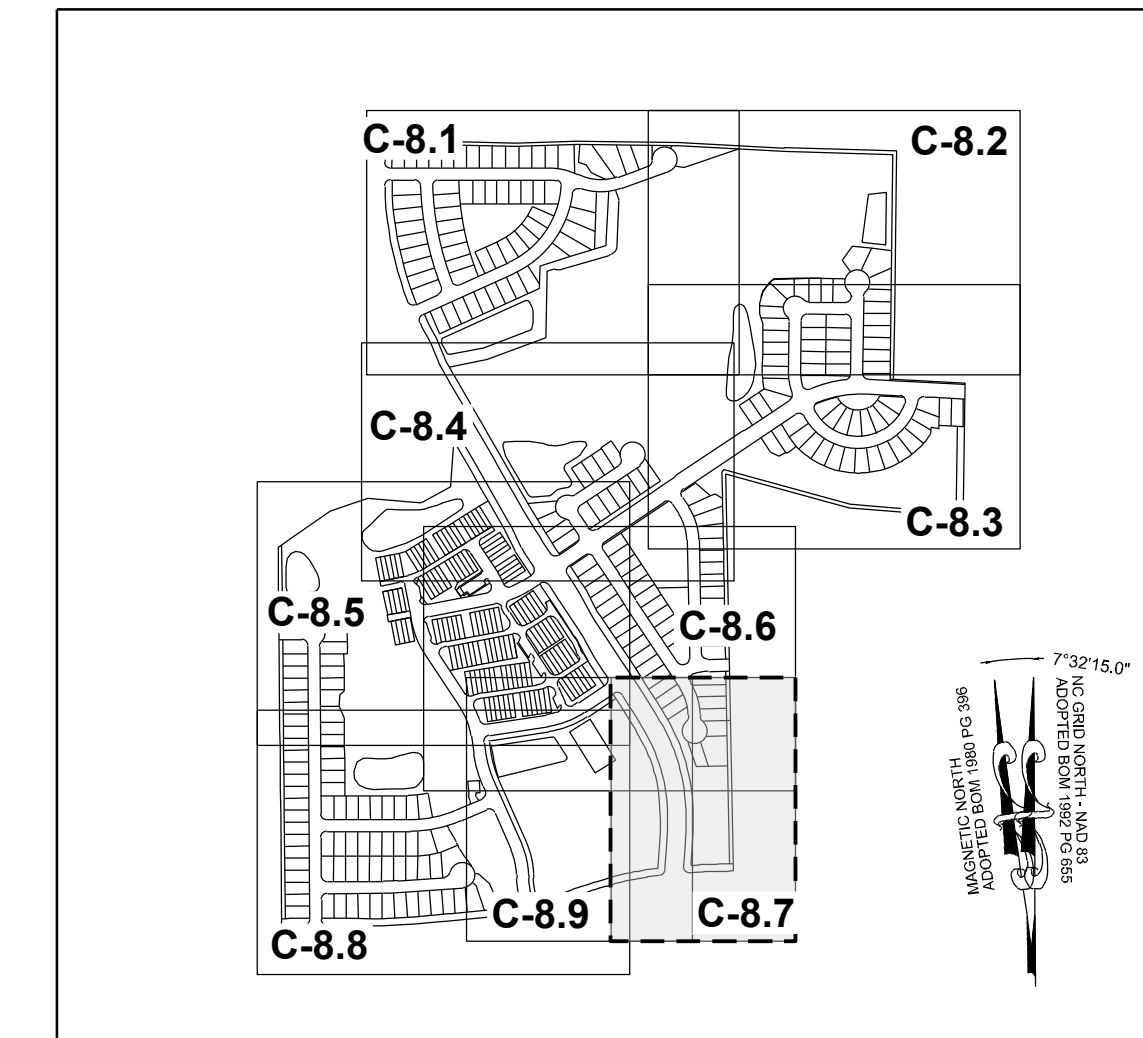 C-8.1
C-8.2
C-8.4
C-8.3
C-8.5
C-8.6
7°32'15.0"
NC GRID NORTH - NAD 83
ADOPTED BOM 1992 PG 655
MAGNETIC NORTH
ADOPTED BOM 1980 PG 396
C-8.9
C-8.7
C-8.8